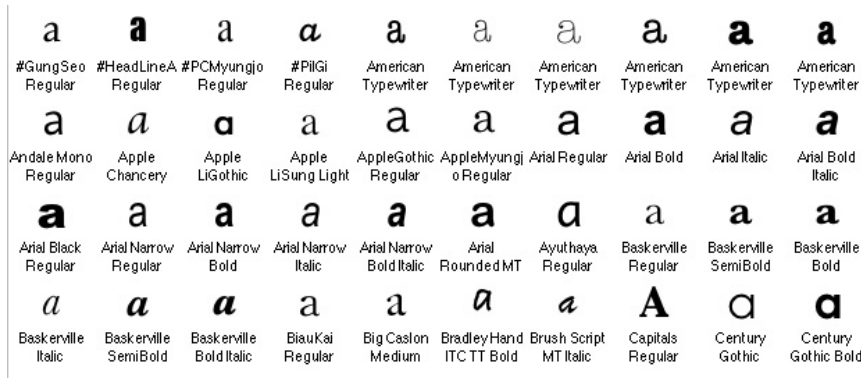 a a a a a a a a a a
#GungSeo #HeadLineA #PCMyungjo #PilGi American American American American American American
Regular Regular Regular Regular Typewriter Typewriter Typewriter Typewriter Typewriter Typewriter
a a a a a a a a a a
Andale Mono Apple Apple Apple AppleGothic AppleMyungj Arial Regular Arial Bold Arial Italic Arial Bold
Regular Chancery LiGothic LiSung Light Regular o Regular Italic
a a a a a a a a a a
Arial Black Arial Narrow Arial Narrow Arial Narrow Arial Narrow Arial Ayuthaya Baskerville Baskerville Baskerville
Regular Regular Bold Italic Bold Italic Rounded MT Regular Regular SemiBold Bold
a a a a a a a A a a
Baskerville Baskerville Baskerville BiauKai Big Caslon Bradley Hand Brush Script Capitals Century Century
Italic SemiBold Bold Italic Regular Medium ITC TT Bold MT Italic Regular Gothic Gothic Bold